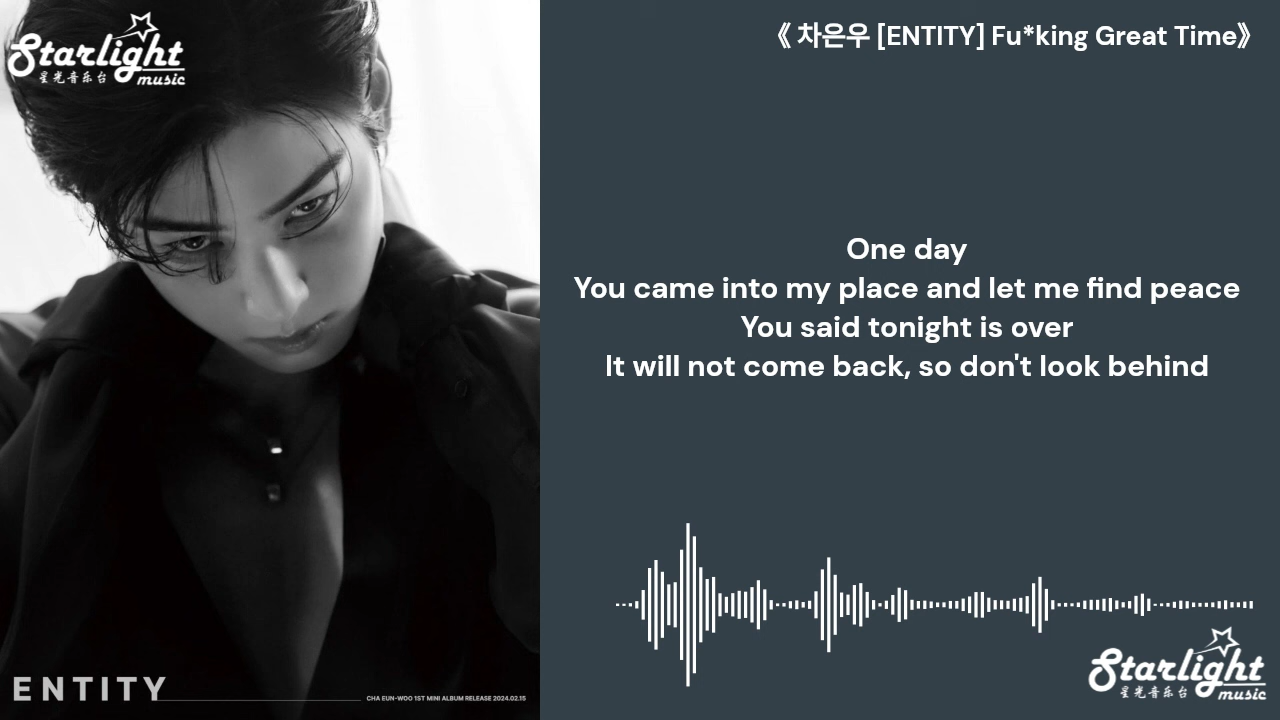 Starlight
星光音乐台 music
《 차은우 [ENTITY] Fu*king Great Time》
One day
You came into my place and let me find peace
You said tonight is over
It will not come back, so don't look behind
ENTITY
CHA EUN-WOO 1ST MINI ALBUM RELEASE 2024.02.15
Starlight
星光音乐台 music